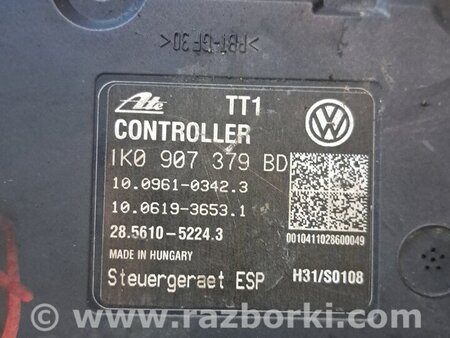 >PBT-GF30<
Ate TT1
CONTROLLER
1K0 907 379 BD
10.0961-0342.3
10.0619-3653.1
28.5610-5224.3
0010411028600049
MADE IN HUNGARY
Steuergeraet ESP H31/S0108
www.razborki.com